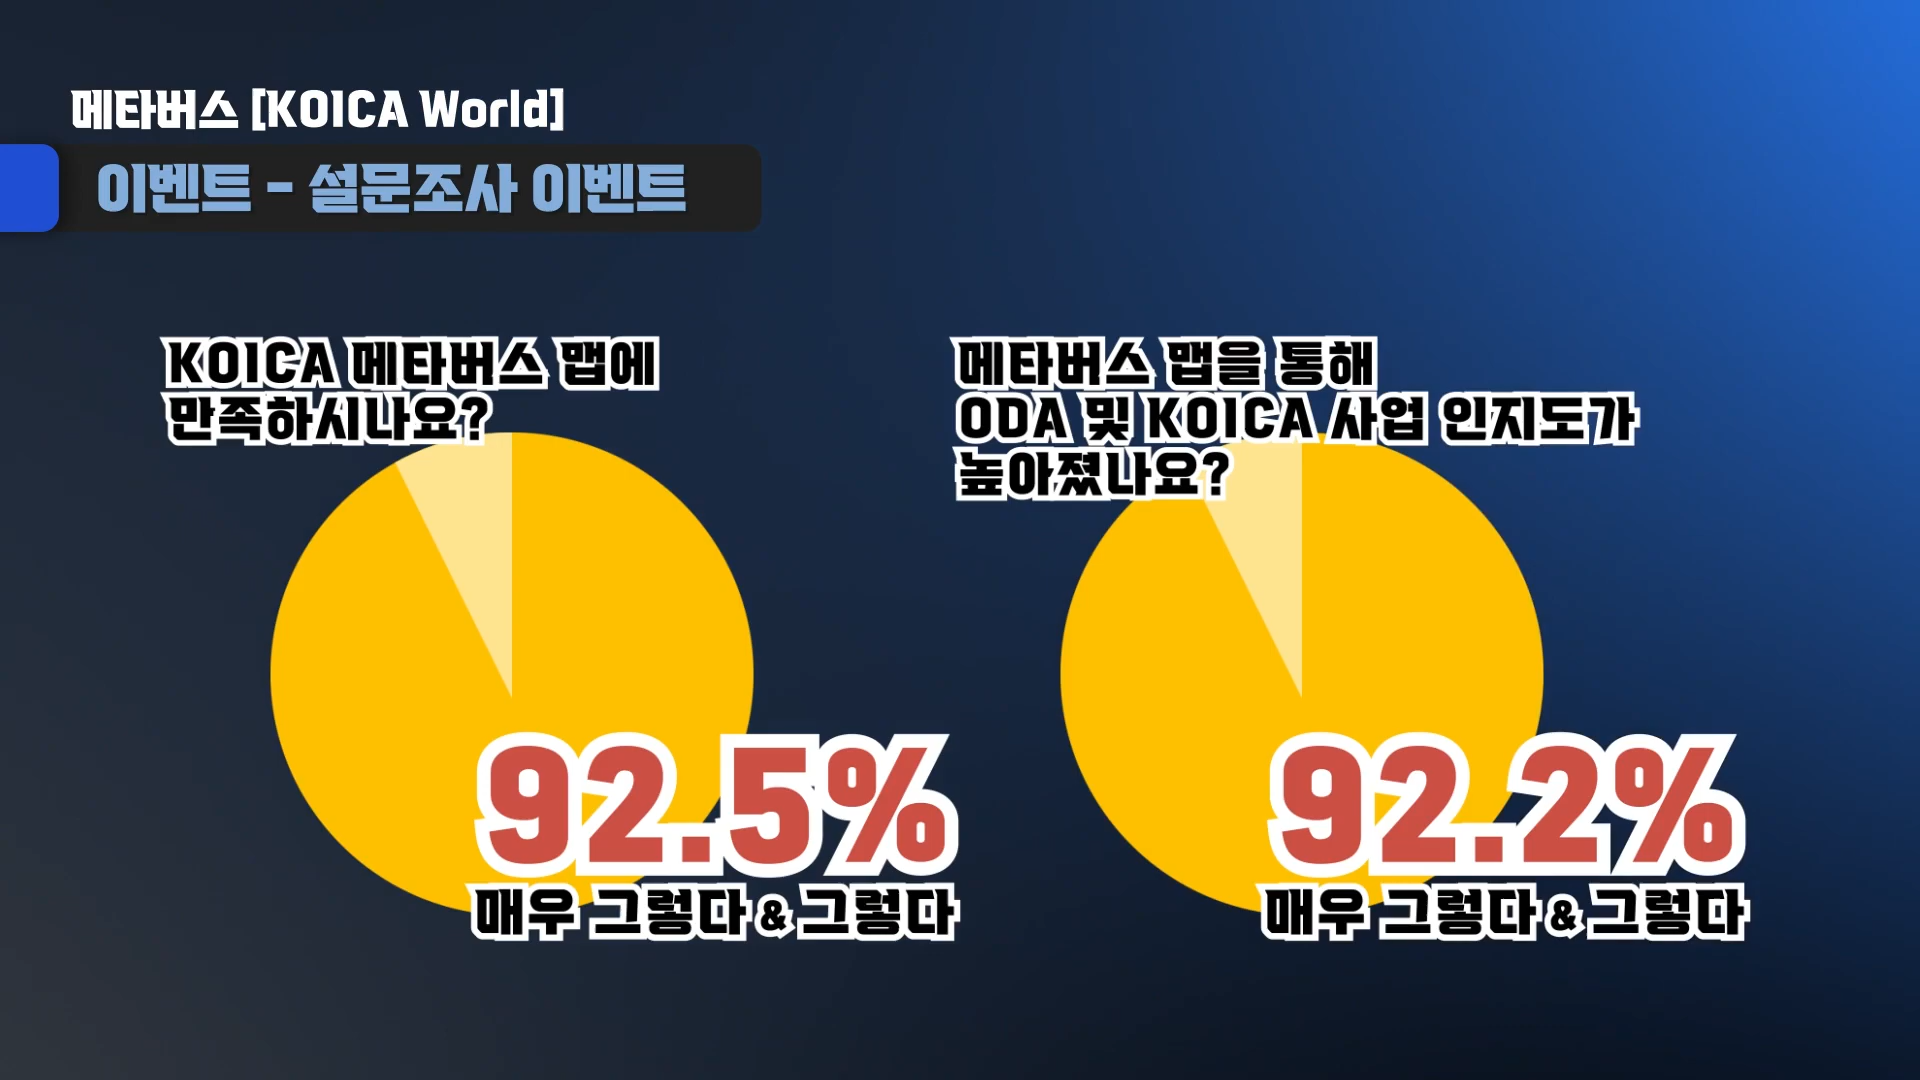 메타버스 [KOICA World]
이벤트 - 설문조사 이벤트
KOICA 메타버스 맵에
만족하시나요?
92.5%
매우 그렇다 & 그렇다
메타버스 맵을 통해
ODA 및 KOICA 사업 인지도가
높아졌나요?
92.2%
매우 그렇다 & 그렇다